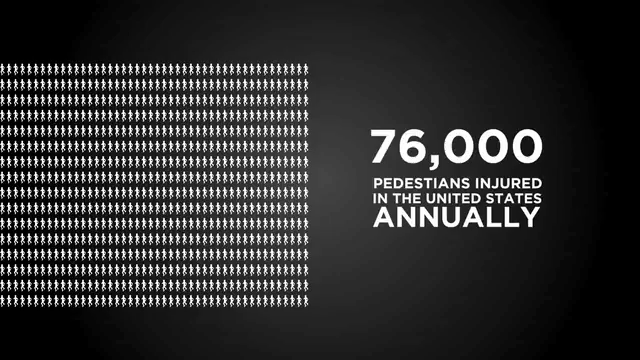 76,000
PEDESTIANS INJURED
IN THE UNITED STATES
ANNUALLY